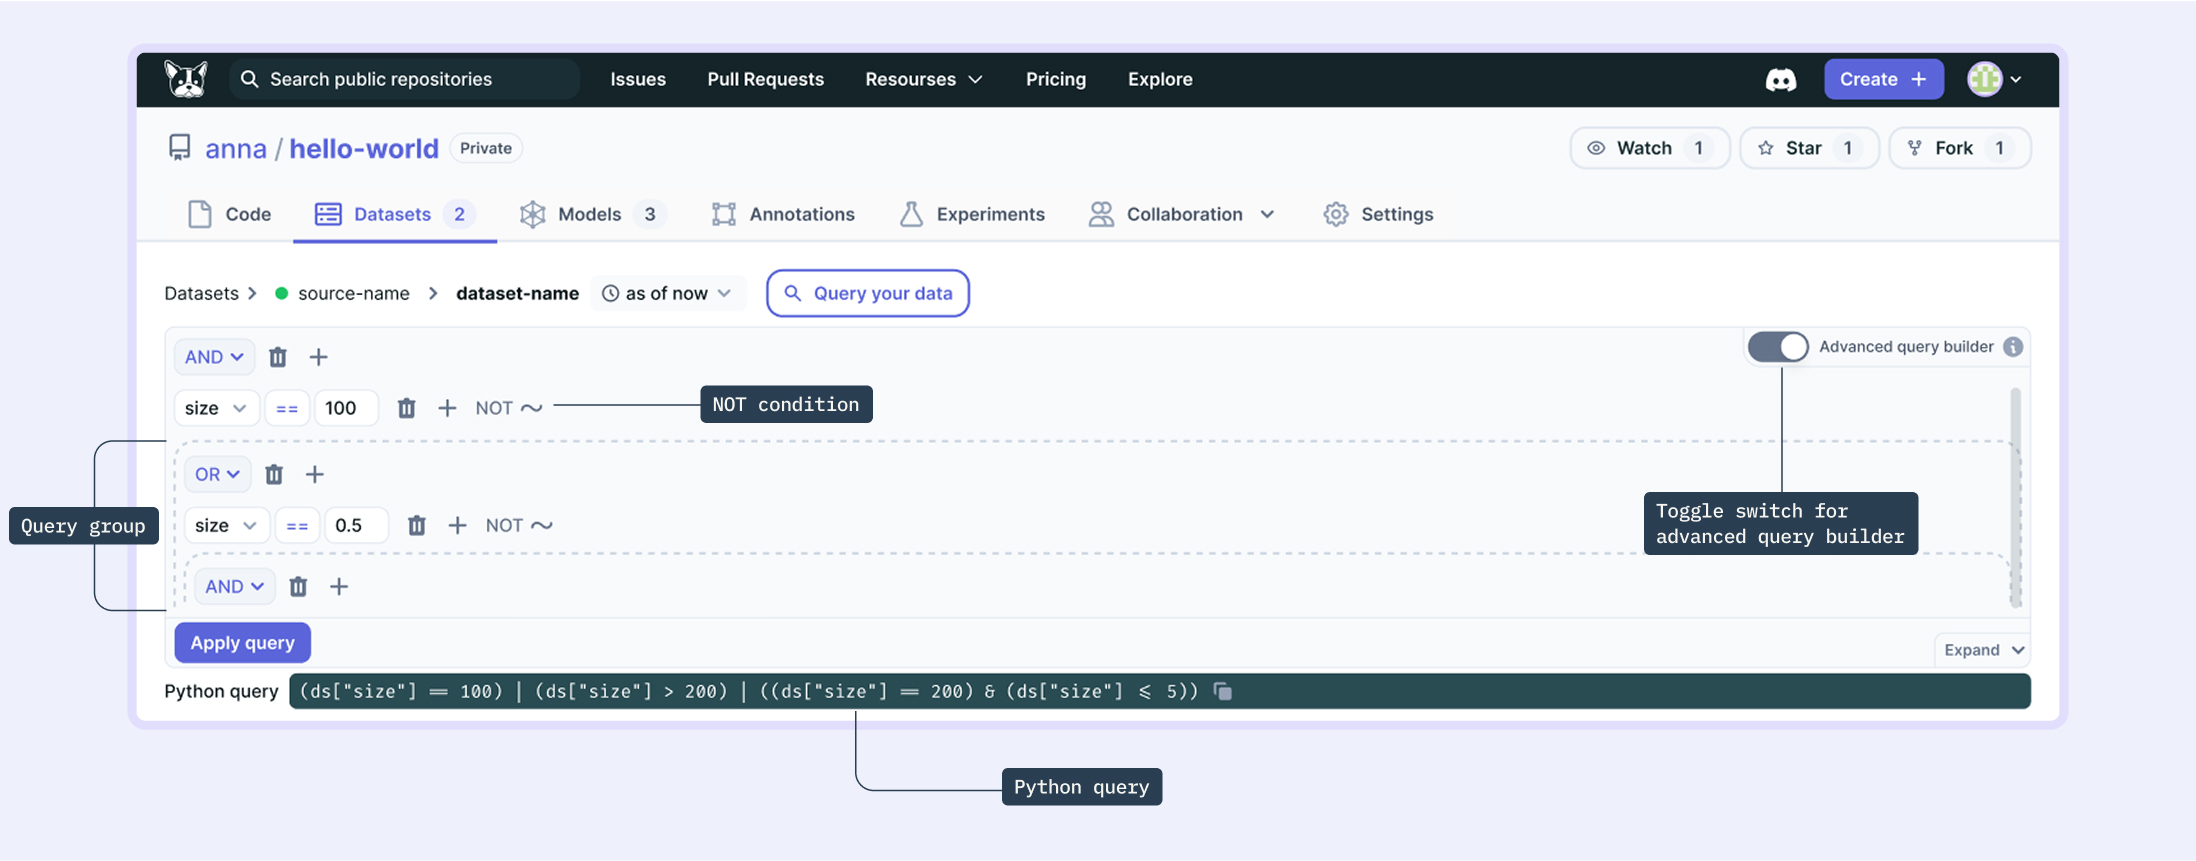 Search public repositories Issues Pull Requests Resourses Pricing Explore Create +
anna / hello-world Private Watch 1 Star 1 Fork 1
Code Datasets 2 Models 3 Annotations Experiments Collaboration Settings
Datasets > source-name > dataset-name as of now Query your data
AND + Advanced query builder i
size == 100 + NOT ~ NOT condition
OR +
Query group
size == 0.5 + NOT ~
Toggle switch for
advanced query builder
AND +
Apply query
Expand
Python query (ds["size"] == 100) | (ds["size"] > 200) | ((ds["size"] == 200) & (ds["size"] <= 5))
Python query